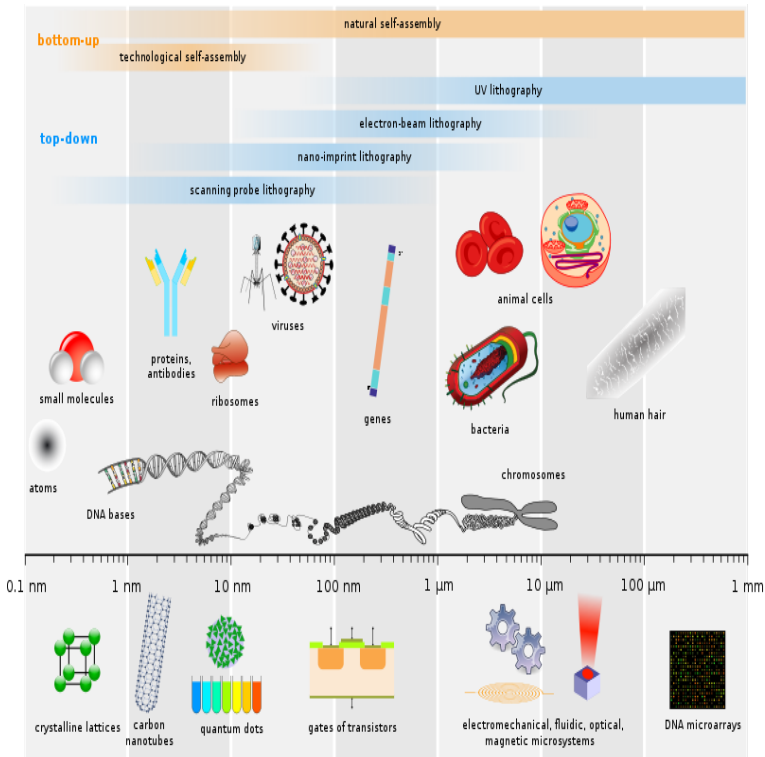 natural self-assembly
bottom-up
technological self-assembly
UV lithography
electron-beam lithography
top-down
nano-imprint lithography
scanning probe lithography
3'
animal cells
viruses
proteins,
antibodies
small molecules
ribosomes
genes
human hair
bacteria
chromosomes
atoms
DNA bases
0.1 nm 1 nm 10 nm 100 nm 1 µm 10 µm 100 µm 1 mm
crystalline lattices
carbon
nanotubes
quantum dots
gates of transistors
electromechanical, fluidic, optical,
magnetic microsystems
DNA microarrays